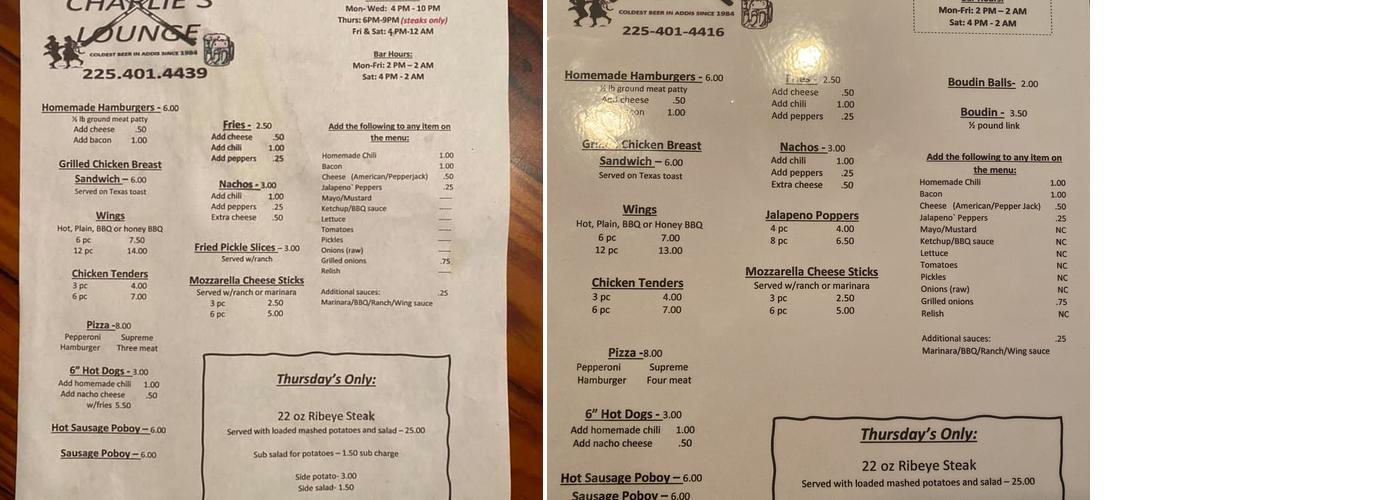 CHARLIE'S
LOUNGE
COLDEST BEER IN ADDIS SINCE 1984
225.401.4439
Mon- Wed: 4 PM - 10 PM
Thurs: 6PM-9PM (steaks only)
Fri & Sat: 4 PM-12 AM
Bar Hours:
Mon-Fri: 2 PM – 2 AM
Sat: 4 PM - 2 AM
Homemade Hamburgers - 6.00
½ lb ground meat patty
Add cheese .50
Add bacon 1.00
Grilled Chicken Breast
Sandwich – 6.00
Served on Texas toast
Wings
Hot, Plain, BBQ or honey BBQ
6 pc 7.50
12 pc 14.00
Chicken Tenders
3 pc 4.00
6 pc 7.00
Pizza -8.00
Pepperoni Supreme
Hamburger Three meat
6" Hot Dogs - 3.00
Add homemade chili 1.00
Add nacho cheese .50
w/fries 5.50
Hot Sausage Poboy – 6.00
Sausage Poboy – 6.00
Fries - 2.50
Add cheese .50
Add chili 1.00
Add peppers .25
Nachos - 3.00
Add chili 1.00
Add peppers .25
Extra cheese .50
Fried Pickle Slices – 3.00
Served w/ranch
Mozzarella Cheese Sticks
Served w/ranch or marinara
3 pc 2.50
6 pc 5.00
Add the following to any item on
the menu:
Homemade Chili 1.00
Bacon 1.00
Cheese (American/Pepperjack) .50
Jalapeno` Peppers .25
Mayo/Mustard ----
Ketchup/BBQ sauce ----
Lettuce ----
Tomatoes ----
Pickles ----
Onions (raw) ----
Grilled onions .75
Relish ----
Additional sauces: .25
Marinara/BBQ/Ranch/Wing sauce
Thursday's Only:
22 oz Ribeye Steak
Served with loaded mashed potatoes and salad – 25.00
Sub salad for potatoes – 1.50 sub charge
Side potato- 3.00
Side salad- 1.50
COLDEST BEER IN ADDIS SINCE 1984
225-401-4416
Mon-Fri: 2 PM – 2 AM
Sat: 4 PM - 2 AM
Homemade Hamburgers - 6.00
½ lb ground meat patty
Add cheese .50
1.00
Grilled Chicken Breast
Sandwich – 6.00
Served on Texas toast
Wings
Hot, Plain, BBQ or Honey BBQ
6 pc 7.00
12 pc 13.00
Chicken Tenders
3 pc 4.00
6 pc 7.00
Pizza -8.00
Pepperoni Supreme
Hamburger Four meat
6" Hot Dogs - 3.00
Add homemade chili 1.00
Add nacho cheese .50
Hot Sausage Poboy – 6.00
Sausage Poboy – 6.00
Fries - 2.50
Add cheese .50
Add chili 1.00
Add peppers .25
Nachos - 3.00
Add chili 1.00
Add peppers .25
Extra cheese .50
Jalapeno Poppers
4 pc 4.00
8 pc 6.50
Mozzarella Cheese Sticks
Served w/ranch or marinara
3 pc 2.50
6 pc 5.00
Boudin Balls- 2.00
Boudin - 3.50
½ pound link
Add the following to any item on
the menu:
Homemade Chili 1.00
Bacon 1.00
Cheese (American/Pepper Jack) .50
Jalapeno` Peppers .25
Mayo/Mustard NC
Ketchup/BBQ sauce NC
Lettuce NC
Tomatoes NC
Pickles NC
Onions (raw) NC
Grilled onions .75
Relish NC
Additional sauces: .25
Marinara/BBQ/Ranch/Wing sauce
Thursday's Only:
22 oz Ribeye Steak
Served with loaded mashed potatoes and salad – 25.00